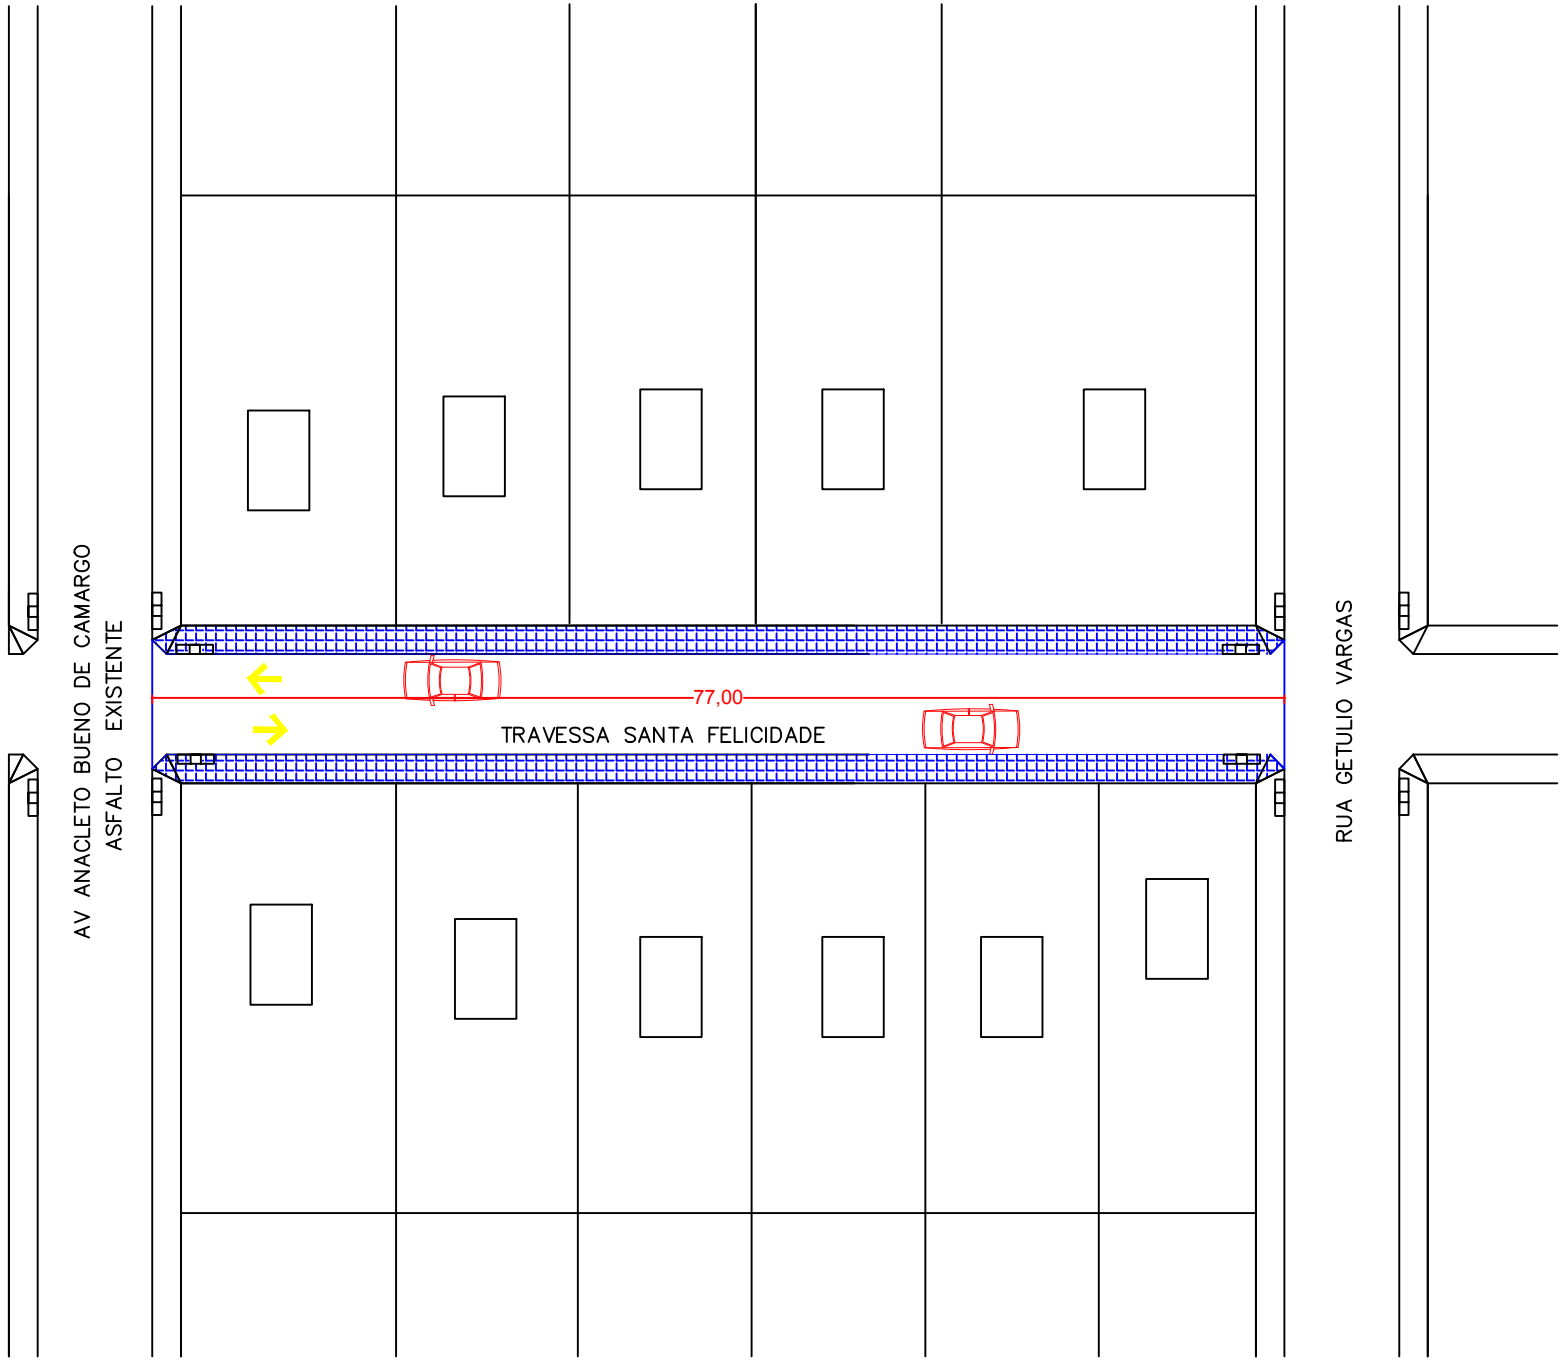 AV ANACLETO BUENO DE CAMARGO
ASFALTO EXISTENTE
77,00
TRAVESSA SANTA FELICIDADE
RUA GETULIO VARGAS